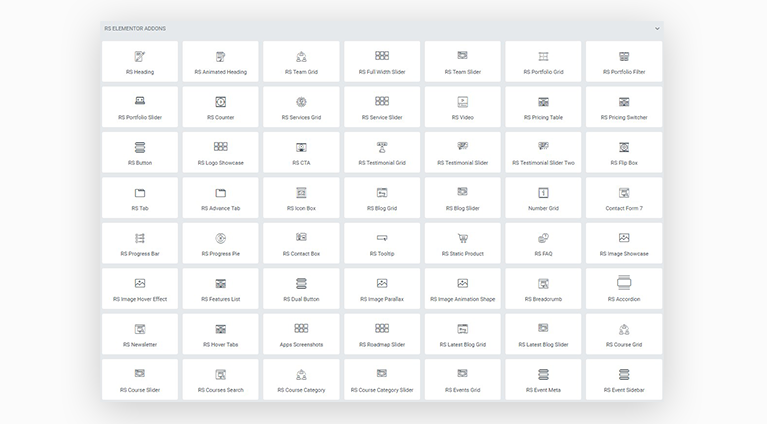 RS ELEMENTOR ADDONS
RS Heading
RS Animated Heading
RS Team Grid
RS Full Width Slider
RS Team Slider
RS Portfolio Grid
RS Portfolio Filter
RS Portfolio Slider
RS Counter
RS Services Grid
RS Service Slider
RS Video
RS Pricing Table
RS Pricing Switcher
RS Button
RS Logo Showcase
RS CTA
RS Testimonial Grid
RS Testimonial Slider
RS Testimonial Slider Two
RS Flip Box
RS Tab
RS Advance Tab
RS Icon Box
RS Blog Grid
RS Blog Slider
Number Grid
Contact Form 7
RS Progress Bar
RS Progress Pie
RS Contact Box
RS Tooltip
RS Static Product
RS FAQ
RS Image Showcase
RS Image Hover Effect
RS Features List
RS Dual Button
RS Image Parallax
RS Image Animation Shape
RS Breadcrumb
RS Accordion
RS Newsletter
RS Hover Tabs
Apps Screenshots
RS Roadmap Slider
RS Latest Blog Grid
RS Latest Blog Slider
RS Course Grid
RS Course Slider
RS Courses Search
RS Course Category
RS Course Category Slider
RS Events Grid
RS Event Meta
RS Event Sidebar